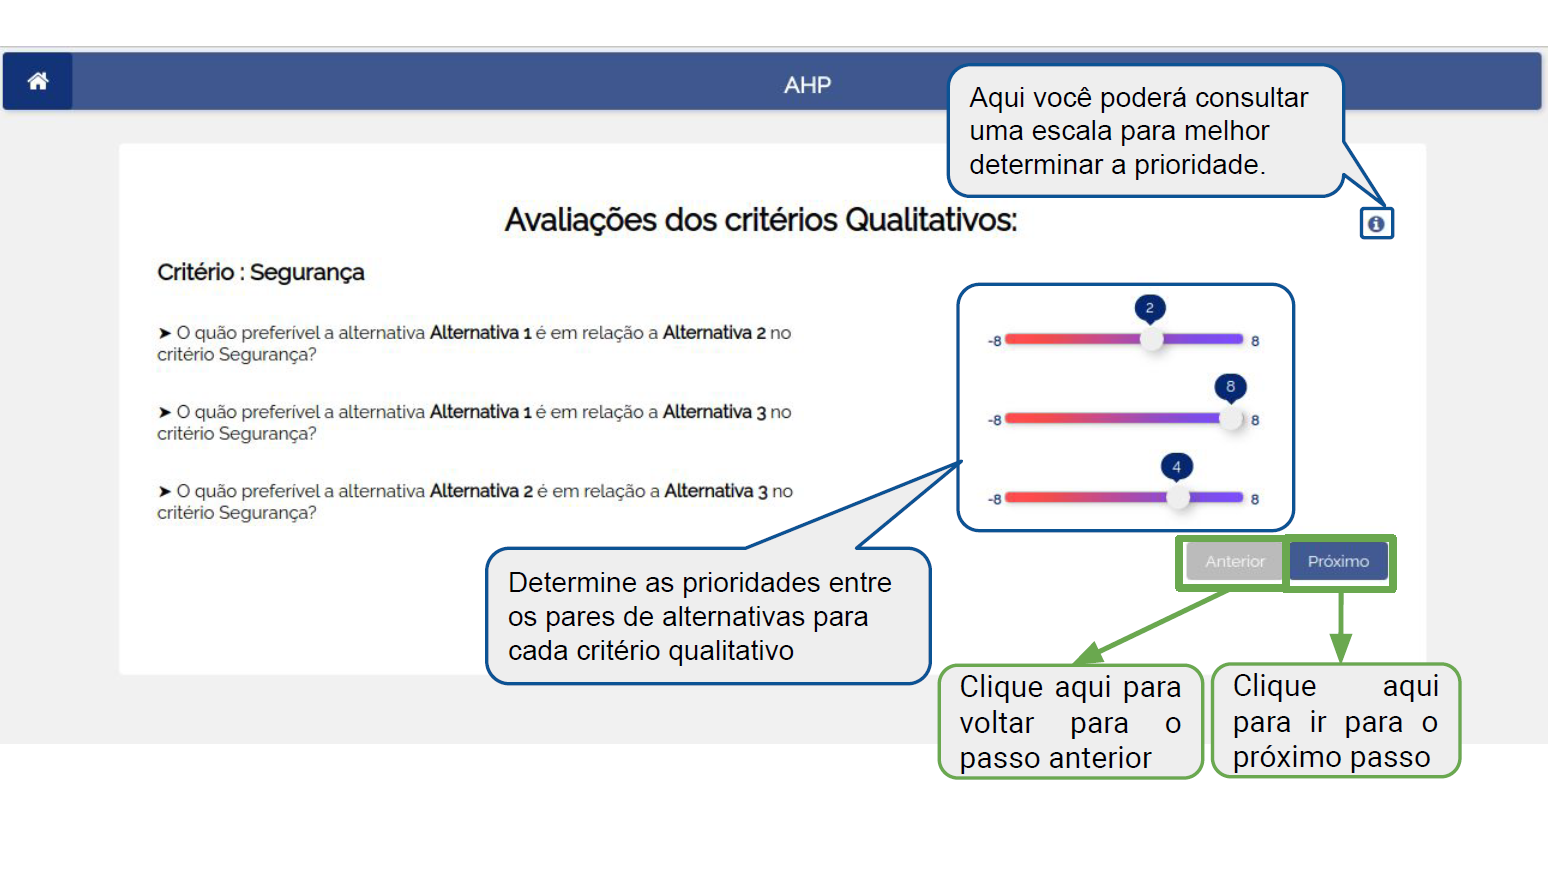 AHP
Aqui você poderá consultar
uma escala para melhor
determinar a prioridade.
Avaliações dos critérios Qualitativos:
Critério : Segurança
➤ O quão preferível a alternativa Alternativa 1 é em relação a Alternativa 2 no
critério Segurança?
2
-8 8
➤ O quão preferível a alternativa Alternativa 1 é em relação a Alternativa 3 no
critério Segurança?
8
-8 8
➤ O quão preferível a alternativa Alternativa 2 é em relação a Alternativa 3 no
critério Segurança?
4
-8 8
Anterior Próximo
Determine as prioridades entre
os pares de alternativas para
cada critério qualitativo
Clique aqui para
voltar para o
passo anterior
Clique aqui
para ir para o
próximo passo